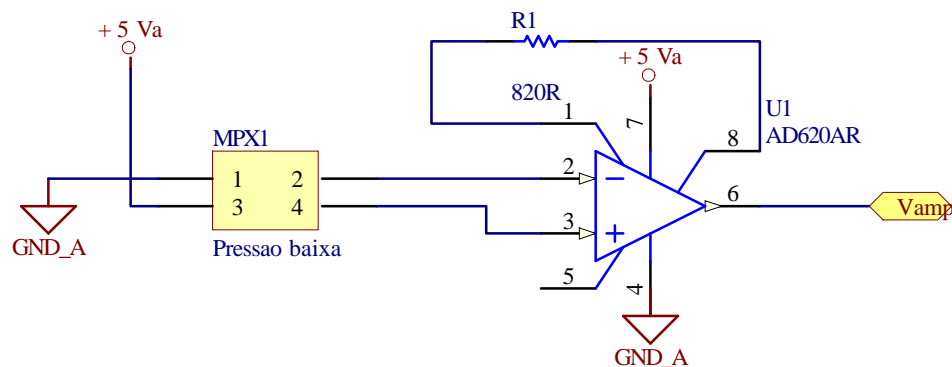 + 5 Va
R1
+ 5 Va
820R
1
7
U1
AD620AR
8
MPX1
1
2
3
4
2
3
6
Vamp
GND_A
Pressao baixa
5
4
GND_A